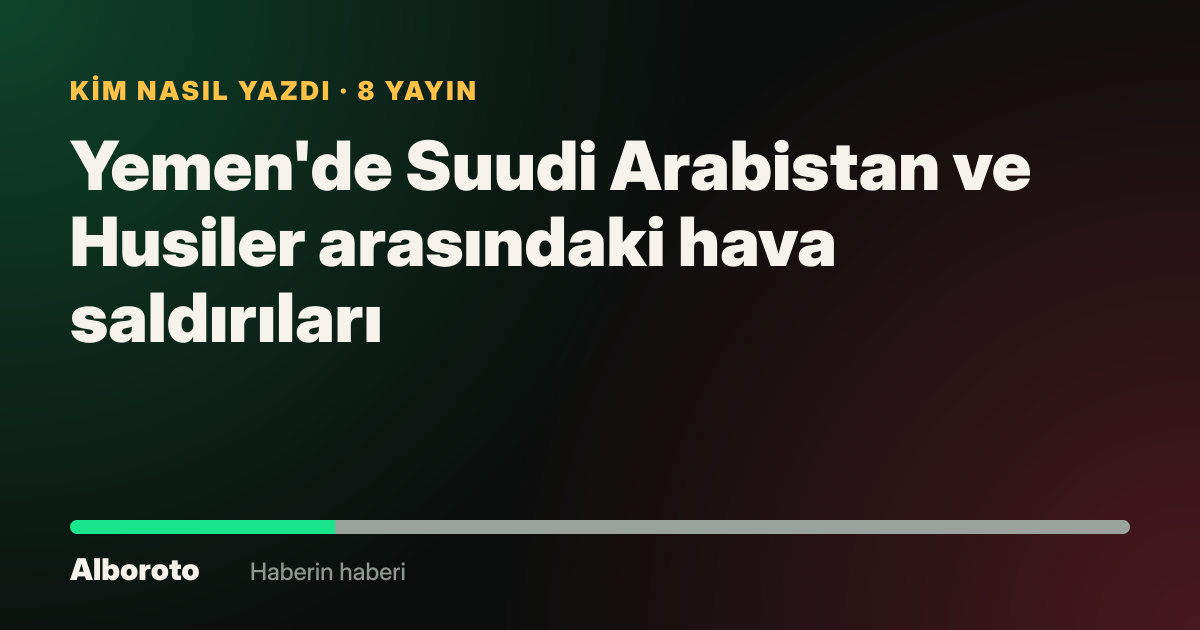 KİM NASIL YAZDI · 8 YAYIN
Yemen'de Suudi Arabistan ve
Husiler arasındaki hava
saldırıları
Alboroto
Haberin haberi